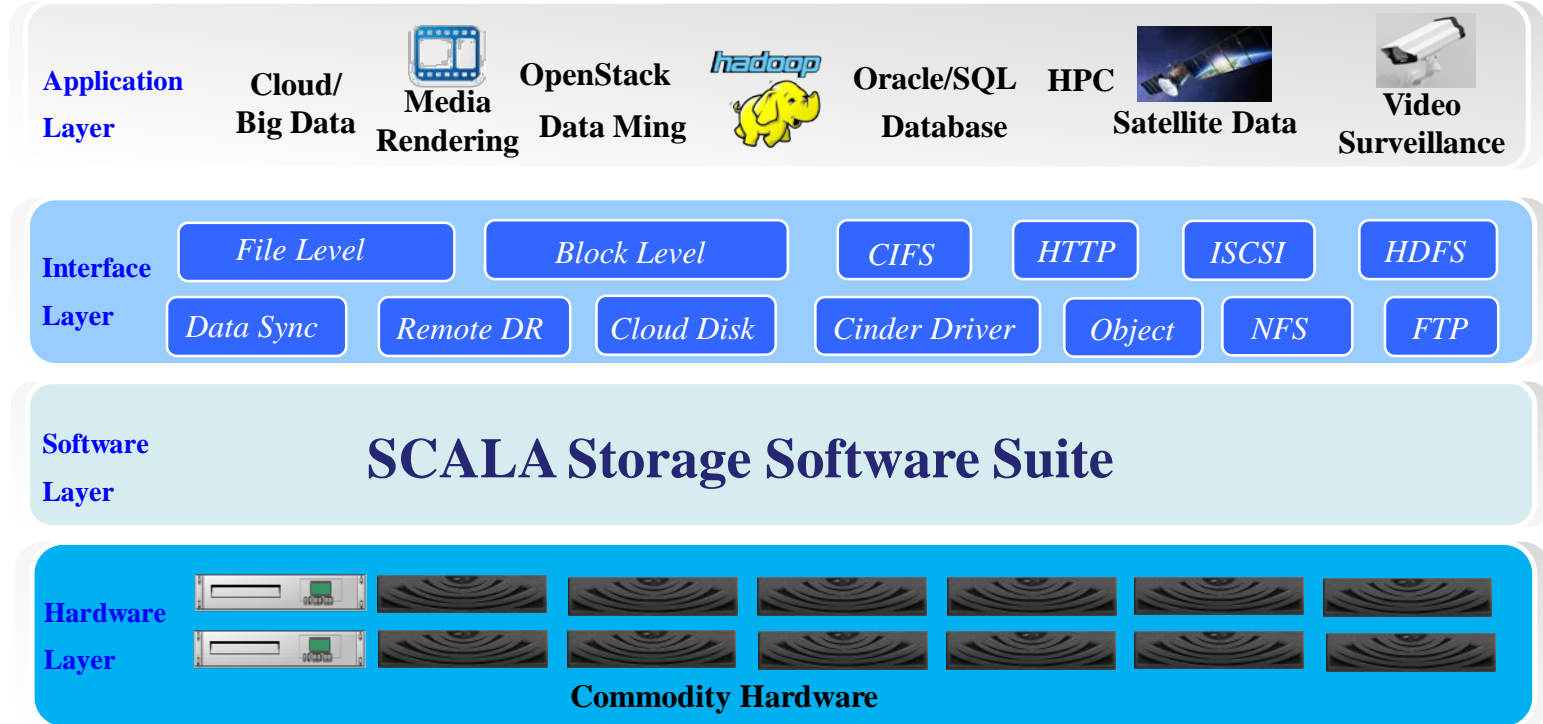 Application
Layer
Cloud/
Big Data
Media
Rendering
OpenStack
Data Ming
hadoop
Oracle/SQL
Database
HPC
Satellite Data
Video
Surveillance
Interface
Layer
File Level
Block Level
CIFS
HTTP
ISCSI
HDFS
Data Sync
Remote DR
Cloud Disk
Cinder Driver
Object
NFS
FTP
Software
Layer
SCALA Storage Software Suite
Hardware
Layer
Commodity Hardware